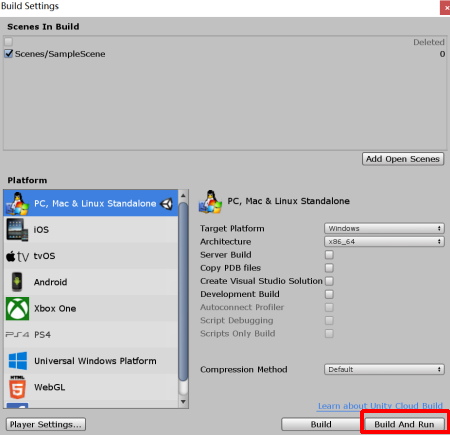 Build Settings
Scenes In Build
Deleted
Scenes/SampleScene 0
Add Open Scenes
Platform
PC, Mac & Linux Standalone
iOS
tv tvOS
Android
Xbox One
PS4 PS4
Universal Windows Platform
HTML
WebGL
PC, Mac & Linux Standalone
Target Platform Windows
Architecture x86_64
Server Build
Copy PDB files
Create Visual Studio Solution
Development Build
Autoconnect Profiler
Script Debugging
Scripts Only Build
Compression Method Default
Learn about Unity Cloud Build
Player Settings...
Build
Build And Run